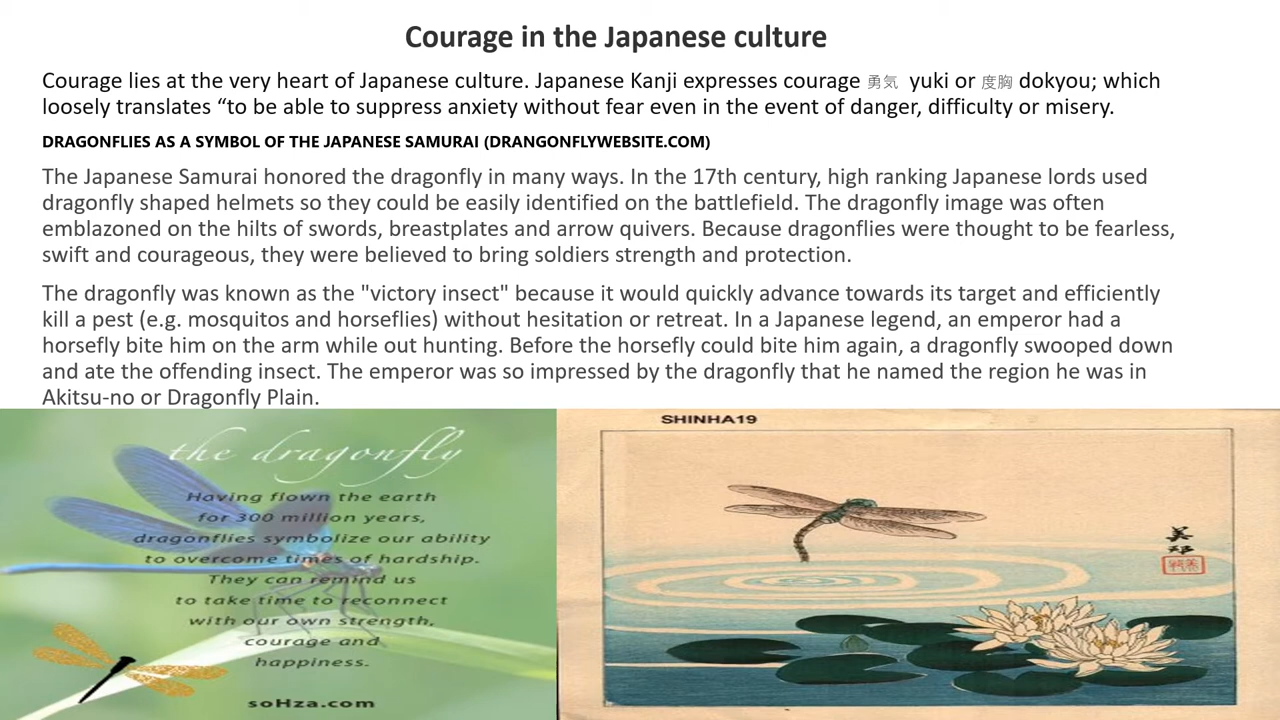 Courage in the Japanese culture
Courage lies at the very heart of Japanese culture. Japanese Kanji expresses courage 勇気 yuki or 度胸 dokyou; which
loosely translates “to be able to suppress anxiety without fear even in the event of danger, difficulty or misery.
DRAGONFLIES AS A SYMBOL OF THE JAPANESE SAMURAI (DRANGONFLYWEBSITE.COM)
The Japanese Samurai honored the dragonfly in many ways. In the 17th century, high ranking Japanese lords used
dragonfly shaped helmets so they could be easily identified on the battlefield. The dragonfly image was often
emblazoned on the hilts of swords, breastplates and arrow quivers. Because dragonflies were thought to be fearless,
swift and courageous, they were believed to bring soldiers strength and protection.
The dragonfly was known as the "victory insect" because it would quickly advance towards its target and efficiently
kill a pest (e.g. mosquitos and horseflies) without hesitation or retreat. In a Japanese legend, an emperor had a
horsefly bite him on the arm while out hunting. Before the horsefly could bite him again, a dragonfly swooped down
and ate the offending insect. The emperor was so impressed by the dragonfly that he named the region he was in
Akitsu-no or Dragonfly Plain.
the dragonfly
Having flown the earth
for 300 million years,
dragonflies symbolize our ability
to overcome times of hardship.
They can remind us
to take time to reconnect
with our own strength,
courage and
happiness.
soHza.com
SHINHA19
美
邦